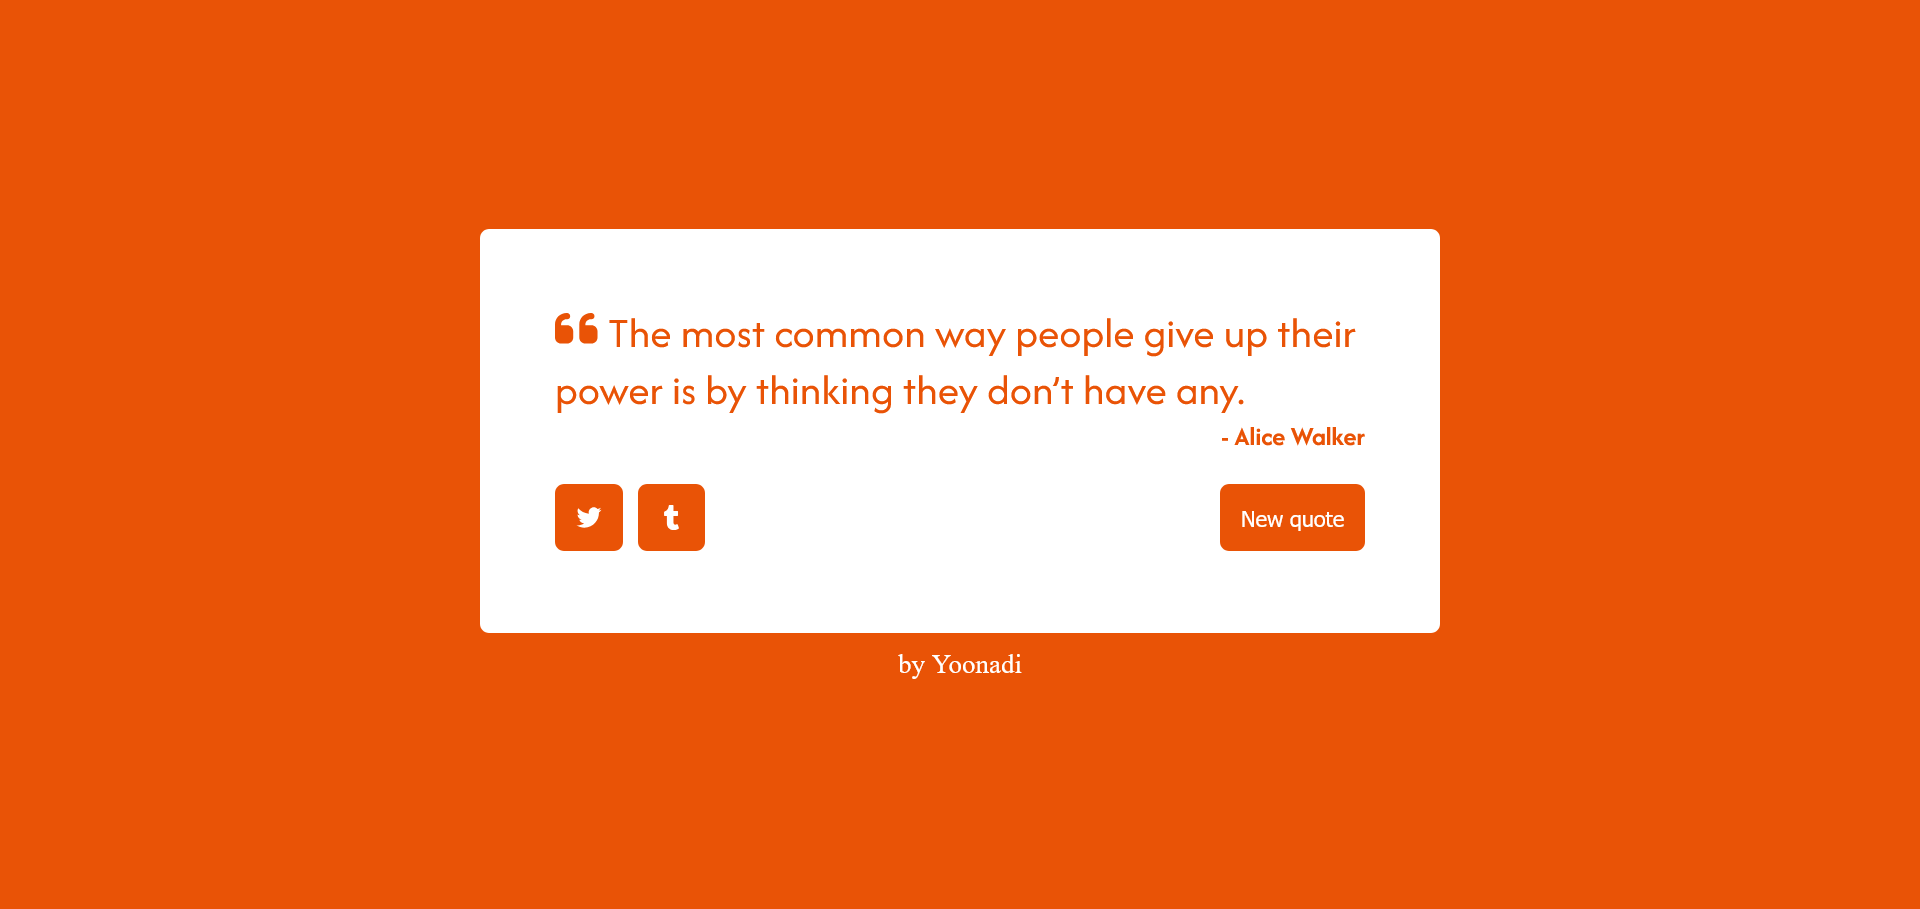 ❝ The most common way people give up their
power is by thinking they don’t have any.
- Alice Walker
New quote
by Yoonadi